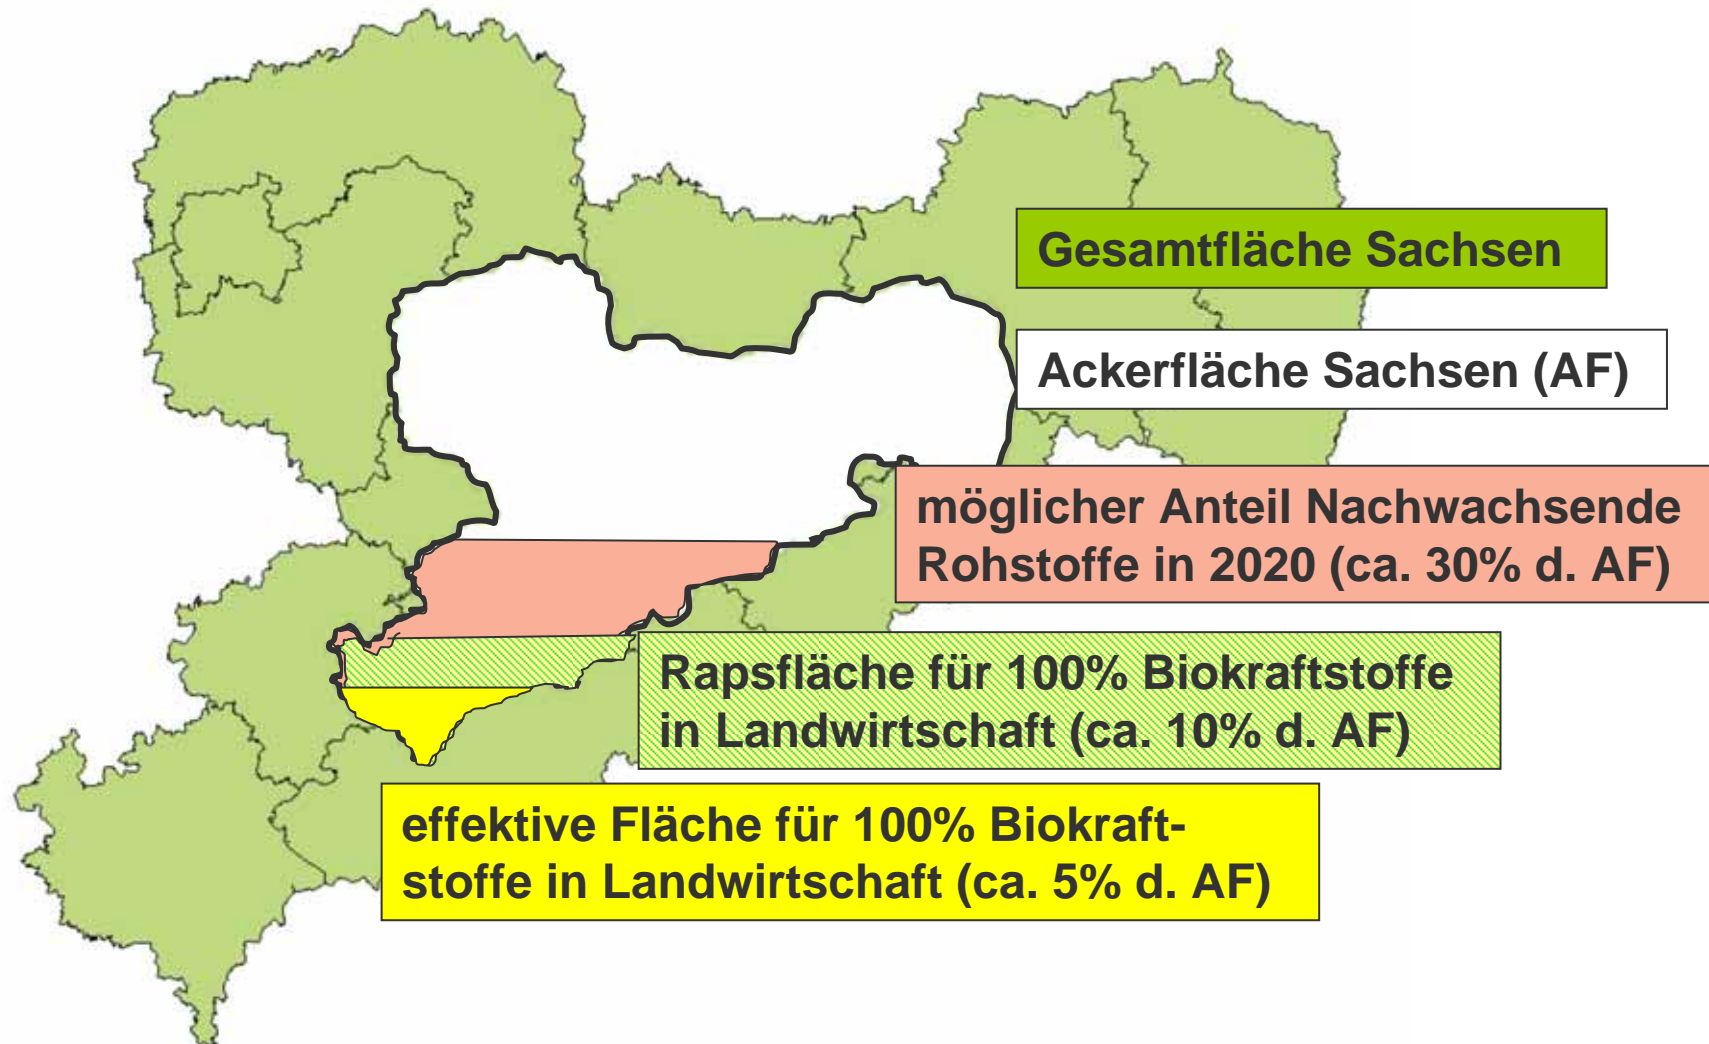 Gesamtfläche Sachsen
Ackerfläche Sachsen (AF)
möglicher Anteil Nachwachsende
Rohstoffe in 2020 (ca. 30% d. AF)
Rapsfläche für 100% Biokraftstoffe
in Landwirtschaft (ca. 10% d. AF)
effektive Fläche für 100% Biokraft-
stoffe in Landwirtschaft (ca. 5% d. AF)